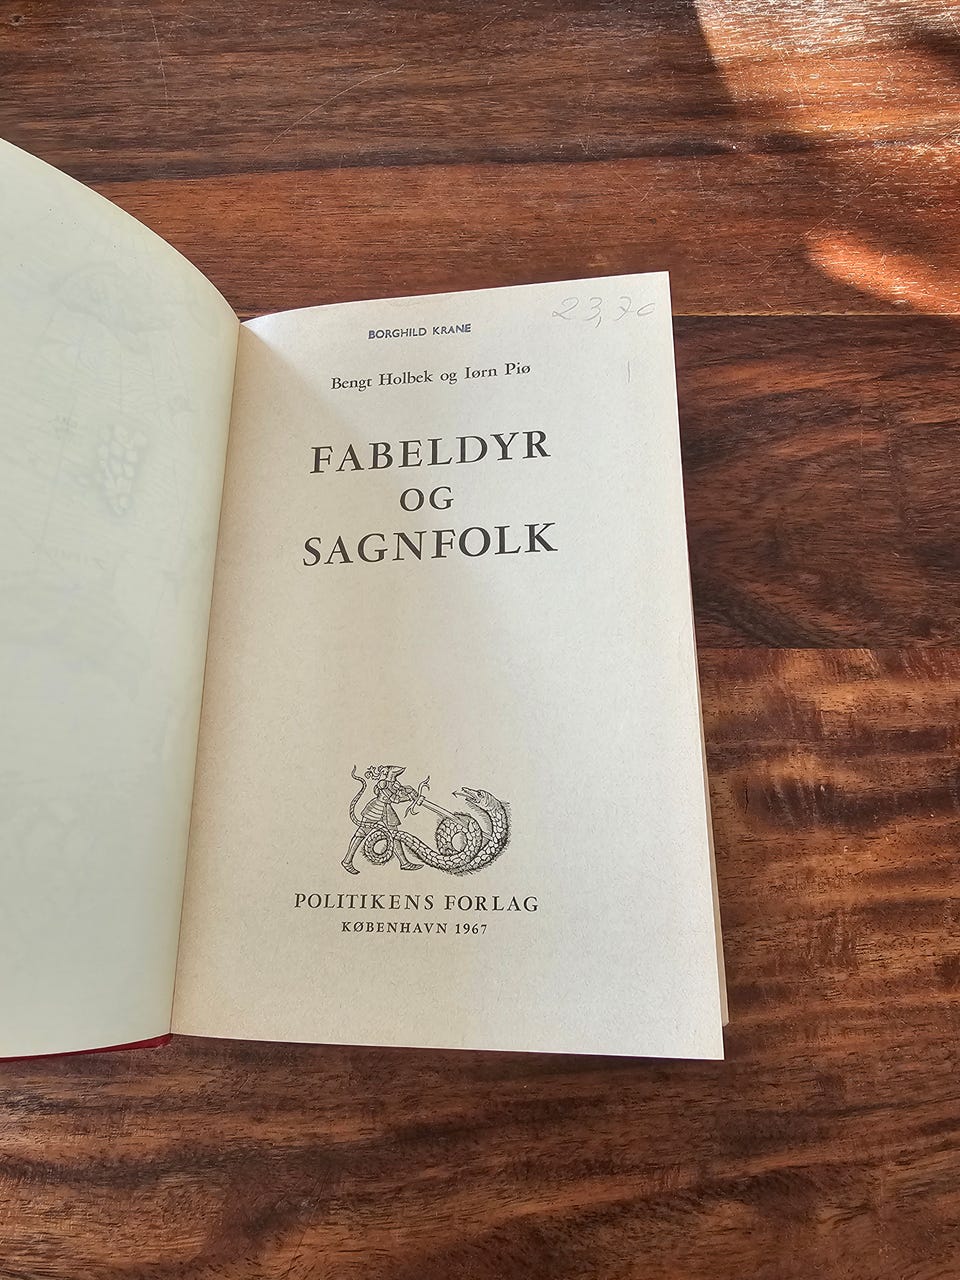 23,70
BORGHILD KRANE
Bengt Holbek og Iørn Piø
FABELDYR
OG
SAGNFOLK
POLITIKENS FORLAG
KØBENHAVN 1967